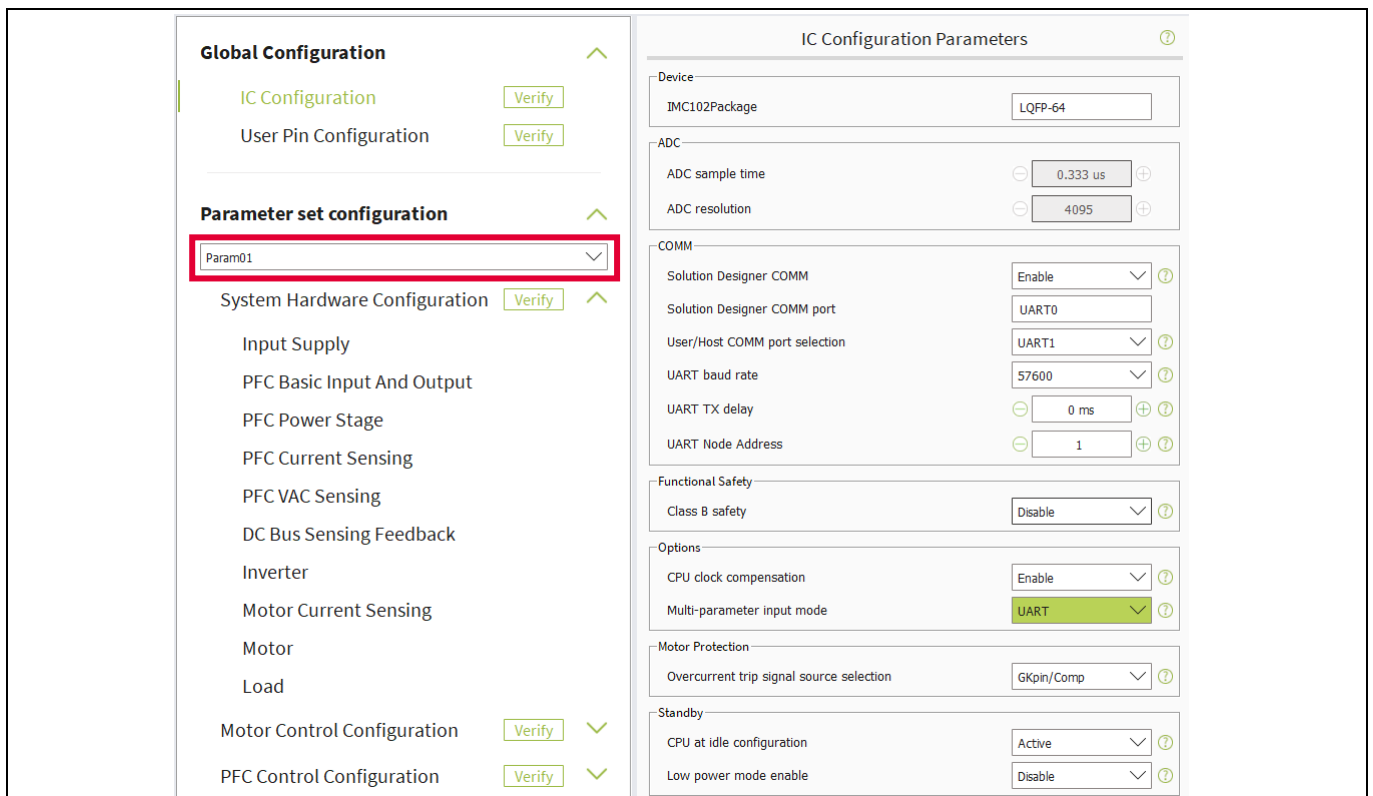 Global Configuration
IC Configuration Verify
User Pin Configuration Verify
Parameter set configuration
Param01
System Hardware Configuration Verify
Input Supply
PFC Basic Input And Output
PFC Power Stage
PFC Current Sensing
PFC VAC Sensing
DC Bus Sensing Feedback
Inverter
Motor Current Sensing
Motor
Load
Motor Control Configuration Verify
PFC Control Configuration Verify
IC Configuration Parameters ?
Device
IMC102Package LQFP-64
ADC
ADC sample time 0.333 us
ADC resolution 4095
COMM
Solution Designer COMM Enable ?
Solution Designer COMM port UART0
User/Host COMM port selection UART1 ?
UART baud rate 57600 ?
UART TX delay 0 ms ?
UART Node Address 1 ?
Functional Safety
Class B safety Disable ?
Options
CPU clock compensation Enable ?
Multi-parameter input mode UART ?
Motor Protection
Overcurrent trip signal source selection GKpin/Comp ?
Standby
CPU at idle configuration Active ?
Low power mode enable Disable ?